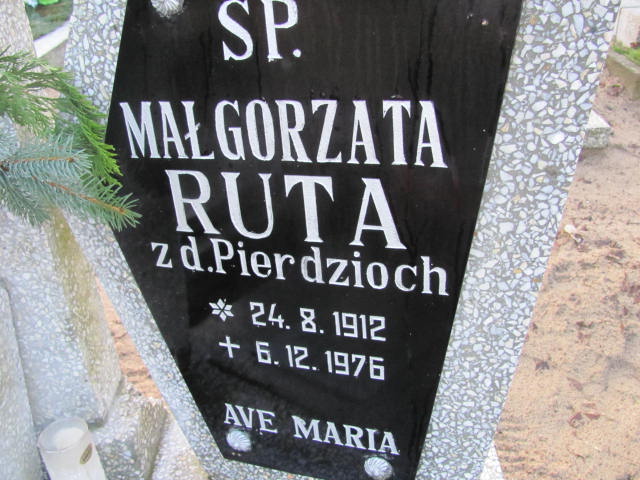 SP.
MAŁGORZATA
RUTA
z d. Pierdzioch
* 24. 8. 1912
+ 6. 12. 1976
AVE MARIA